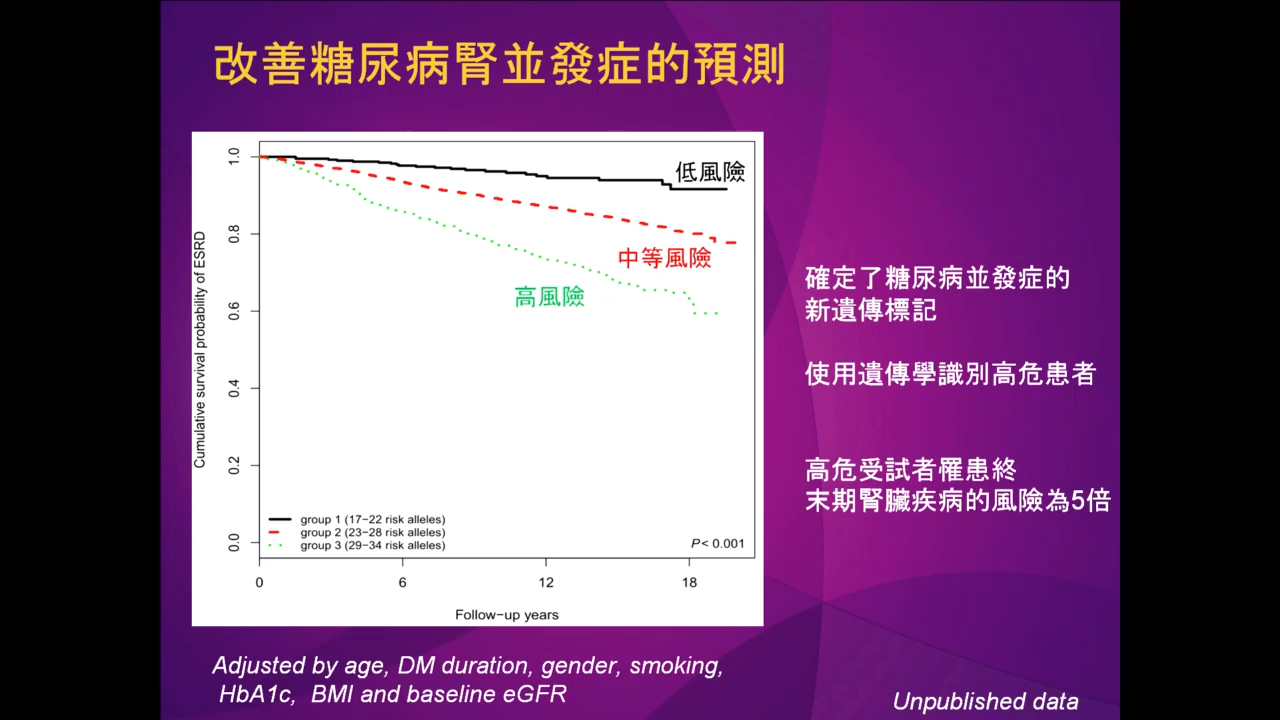 改善糖尿病腎並發症的預測
Cumulative survival probability of ESRD
1.0
0.8
0.6
0.4
0.2
0.0
低風險
中等風險
高風險
group 1 (17−22 risk alleles)
group 2 (23−28 risk alleles)
group 3 (29−34 risk alleles)
P< 0.001
0 6 12 18
Follow−up years
確定了糖尿病並發症的
新遺傳標記
使用遺傳學識別高危患者
高危受試者罹患終
末期腎臟疾病的風險為5倍
Adjusted by age, DM duration, gender, smoking,
HbA1c, BMI and baseline eGFR
Unpublished data